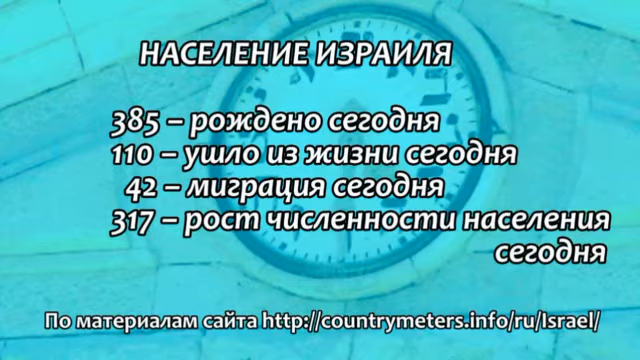 НАСЕЛЕНИЕ ИЗРАИЛЯ
385 – рождено сегодня
110 – ушло из жизни сегодня
42 – миграция сегодня
317 – рост численности населения
сегодня
По материалам сайта http://countrymeters.info/ru/Israel/